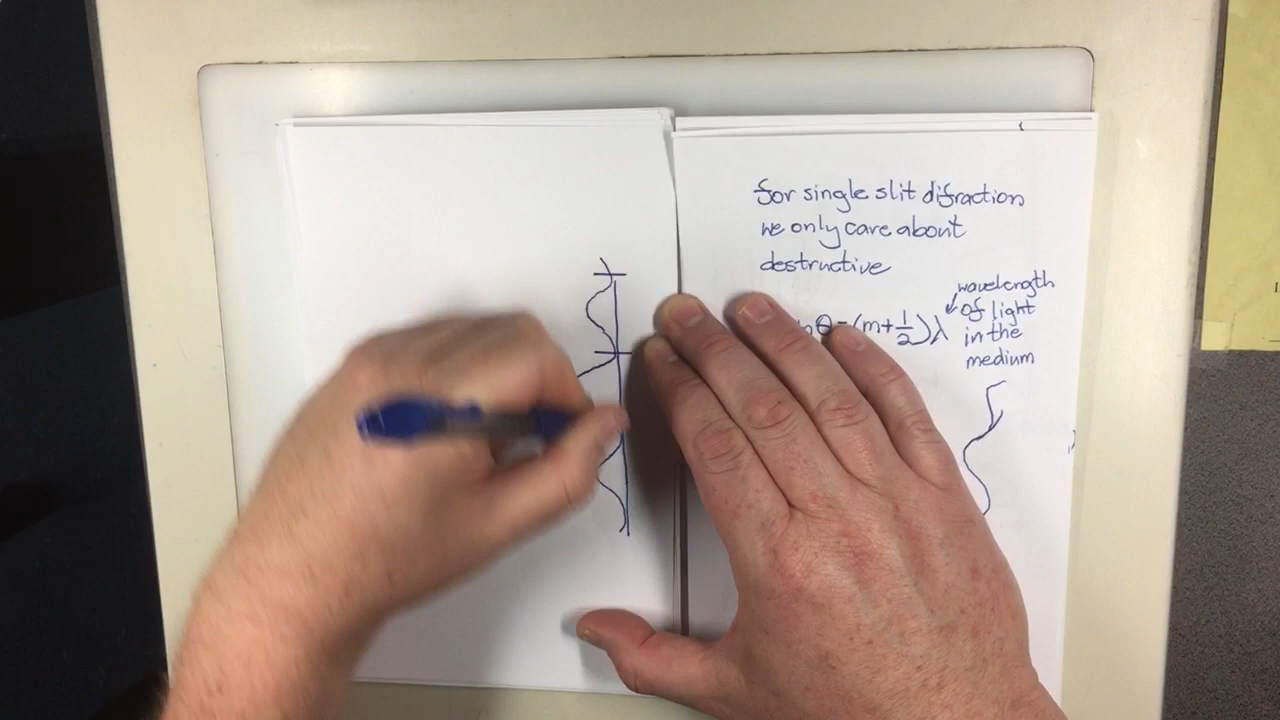 for single slit difraction
we only care about
destructive
wavelength
of light
in the
medium
θ=(m+1/2)λ